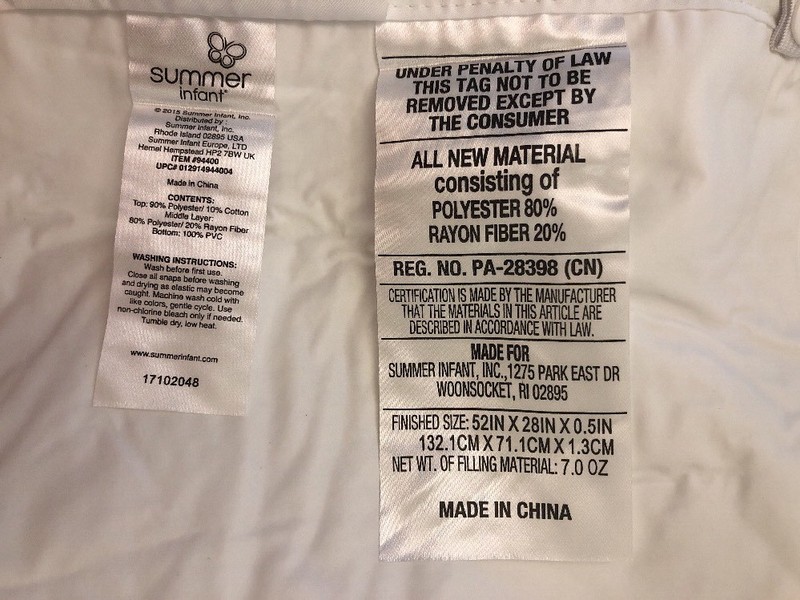 summer
infant®
© 2015 Summer Infant, Inc.
Distributed by:
Summer Infant, Inc.
Rhode Island 02895 USA
Summer Infant Europe, LTD
Hemel Hempstead HP2 7BW UK
ITEM #94400
UPC# 012914944004
Made in China
CONTENTS:
Top: 90% Polyester/ 10% Cotton
Middle Layer:
80% Polyester/ 20% Rayon Fiber
Bottom: 100% PVC
WASHING INSTRUCTIONS:
Wash before first use.
Close all snaps before washing
and drying as elastic may become
caught. Machine wash cold with
like colors, gentle cycle. Use
non-chlorine bleach only if needed.
Tumble dry, low heat.
www.summerinfant.com
17102048
UNDER PENALTY OF LAW
THIS TAG NOT TO BE
REMOVED EXCEPT BY
THE CONSUMER
ALL NEW MATERIAL
consisting of
POLYESTER 80%
RAYON FIBER 20%
REG. NO. PA-28398 (CN)
CERTIFICATION IS MADE BY THE MANUFACTURER
THAT THE MATERIALS IN THIS ARTICLE ARE
DESCRIBED IN ACCORDANCE WITH LAW.
MADE FOR
SUMMER INFANT, INC.,1275 PARK EAST DR
WOONSOCKET, RI 02895
FINISHED SIZE: 52IN X 28IN X 0.5IN
132.1CM X 71.1CM X 1.3CM
NET WT. OF FILLING MATERIAL: 7.0 OZ
MADE IN CHINA